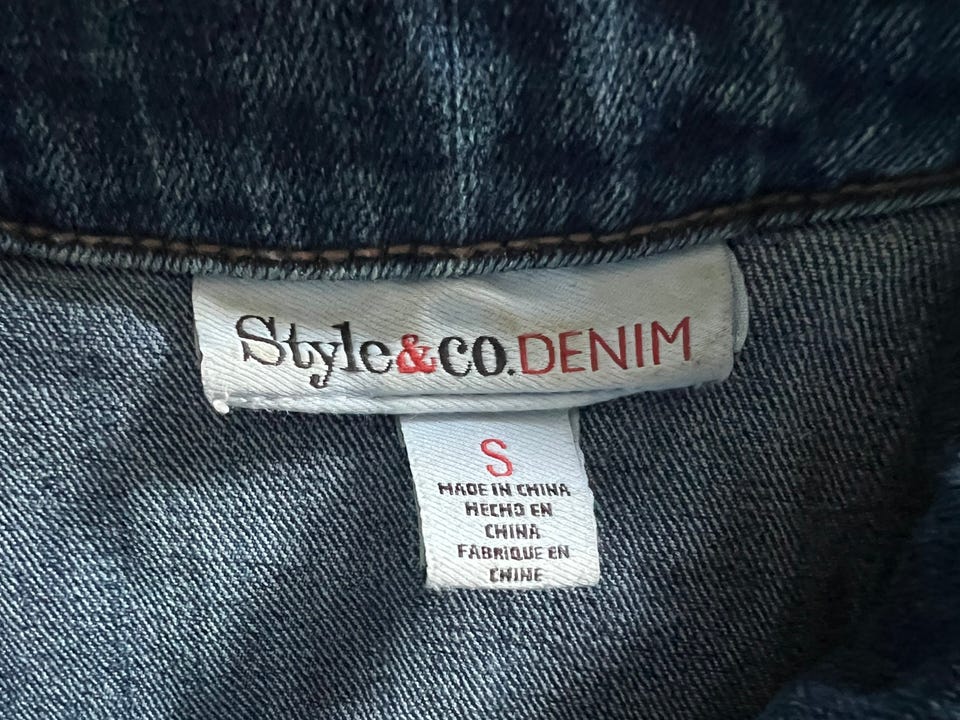 Style&co.DENIM
S
MADE IN CHINA
HECHO EN
CHINA
FABRIQUE EN
CHINE